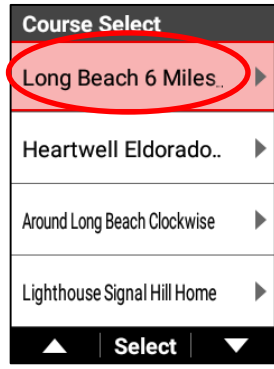 Course Select
Long Beach 6 Miles..
Heartwell Eldorado..
Around Long Beach Clockwise
Lighthouse Signal Hill Home
Select